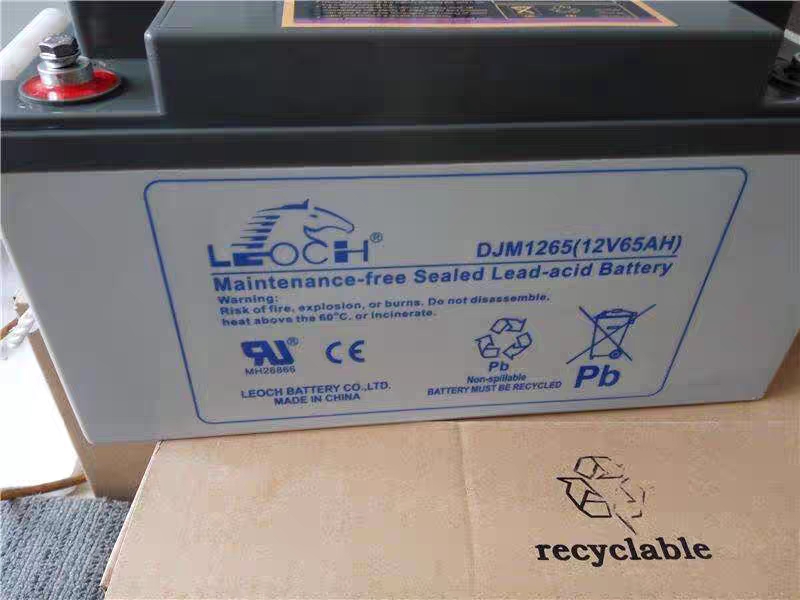 LEOCH®
DJM1265(12V65AH)
Maintenance-free Sealed Lead-acid Battery
Warning:
Risk of fire, explosion, or burns. Do not disassemble,
heat above the 60°C, or incinerate.
MH26866
CE
LEOCH BATTERY CO.,LTD.
MADE IN CHINA
Pb
Non-spillable
BATTERY MUST BE RECYCLED
Pb
recyclable